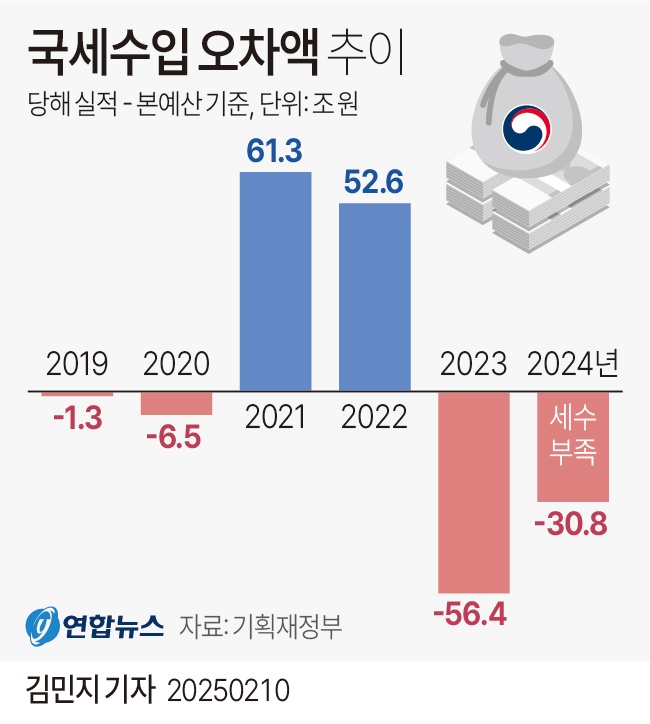 국세수입 오차액 추이
당해 실적 - 본예산 기준, 단위: 조 원
61.3
52.6
2019
2020
2023
2024년
-1.3
-6.5
2021
2022
세수
부족
-30.8
-56.4
연합뉴스 자료: 기획재정부
김민지 기자 20250210